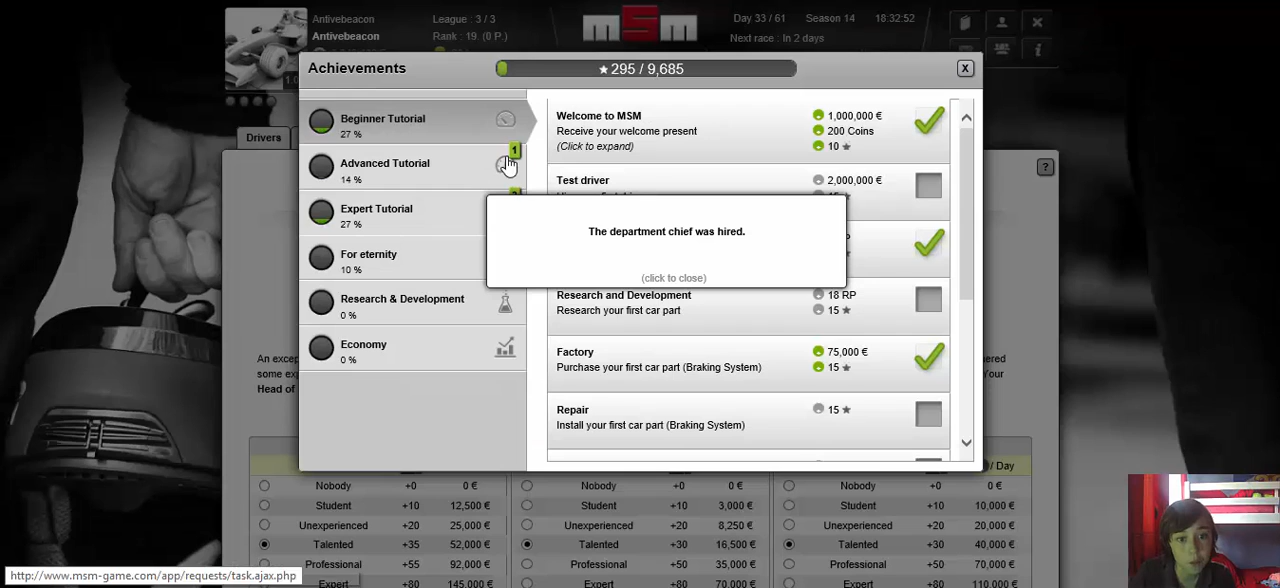 Antivebeacon
Antivebeacon
League : 3 / 3
Rank : 19. (0 P.)
mSm
Day 33 / 61
Season 14
18:32:52
Next race : In 2 days
Achievements
★295 / 9,685
X
Drivers
?
Beginner Tutorial
27 %
Advanced Tutorial
14 %
1
Expert Tutorial
27 %
For eternity
10 %
Research & Development
0 %
Economy
0 %
Welcome to MSM
Receive your welcome present
(Click to expand)
1,000,000 €
200 Coins
10 ★
Test driver
2,000,000 €
The department chief was hired.
(click to close)
Research and Development
Research your first car part
18 RP
15 ★
Factory
Purchase your first car part (Braking System)
75,000 €
15 ★
Repair
Install your first car part (Braking System)
15 ★
An excep
some exp
Head of
/ Day
Nobody +0 0 €
Nobody +0 0 €
Nobody +0 0 €
Student +10 12,500 €
Student +10 3,000 €
Student +10 10,000 €
Unexperienced +20 25,000 €
Unexperienced +20 8,250 €
Unexperienced +20 20,000 €
Talented +35 52,000 €
Talented +30 16,500 €
Talented +30 40,000 €
Professional +55 92,000 €
Professional +50 35,000 €
Professional +50 70,000 €
Expert +80 145,000 €
Expert +80 70,000 €
Expert +80 110,000 €
http://www.msm-game.com/app/requests/task.ajax.php